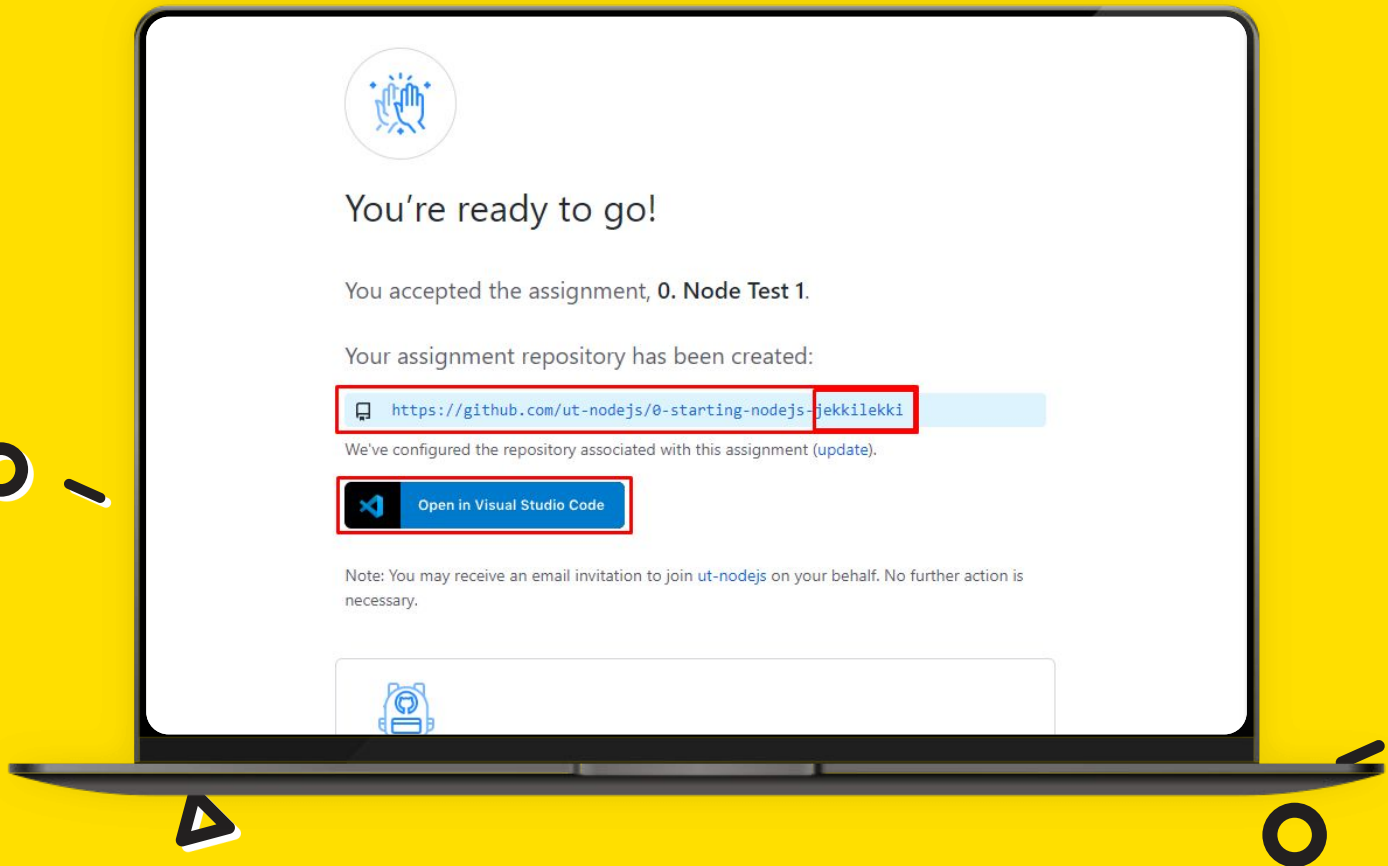 You're ready to go!
You accepted the assignment, 0. Node Test 1.
Your assignment repository has been created:
https://github.com/ut-nodejs/0-starting-nodejs-jekkilekki
We've configured the repository associated with this assignment (update).
Open in Visual Studio Code
Note: You may receive an email invitation to join ut-nodejs on your behalf. No further action is
necessary.